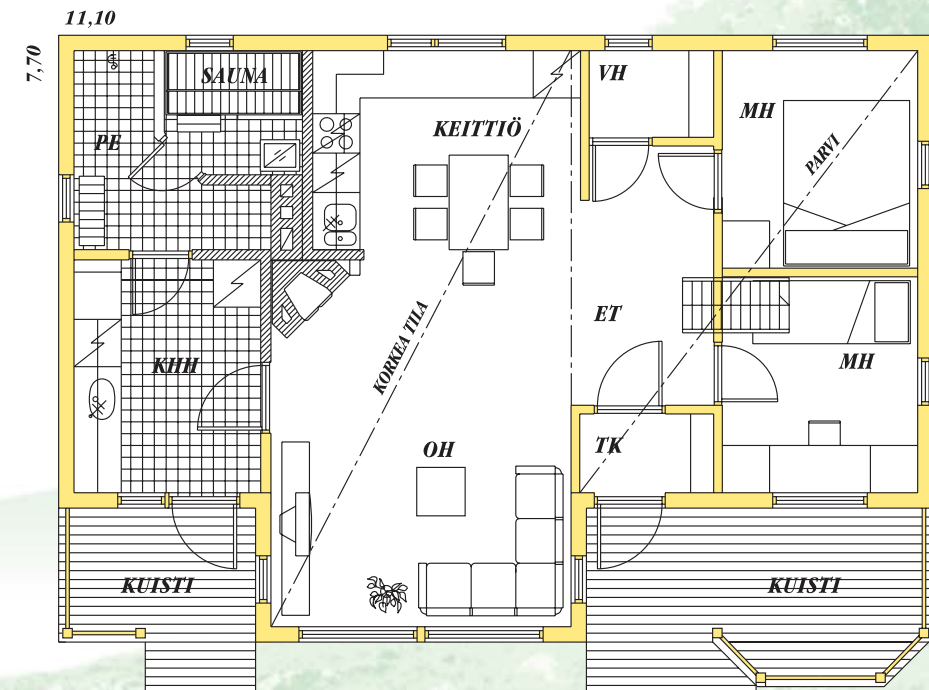 11,10
7,70
SAUNA
VH
MH
PE
KEITTIÖ
PARVI
ET
KORKEA TILA
KHH
MH
OH
TK
KUISTI
KUISTI